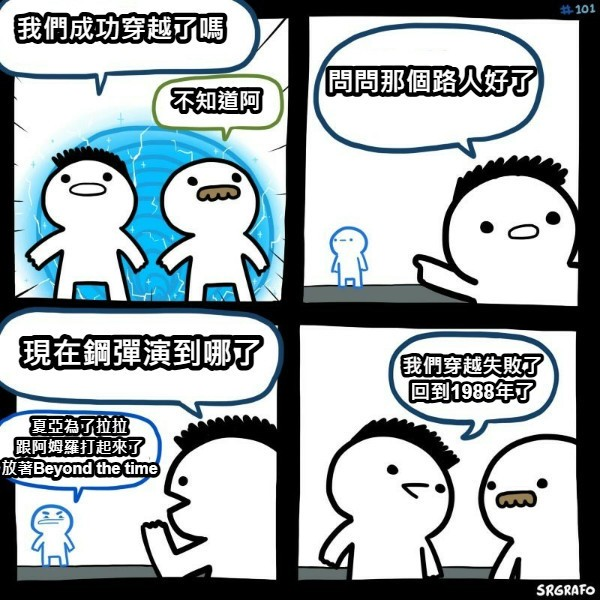 #101
我們成功穿越了嗎
不知道阿
問問那個路人好了
現在鋼彈演到哪了
夏亞為了拉拉
跟阿姆羅打起來了
放著Beyond the time
我們穿越失敗了
回到1988年了
SRGRAFO